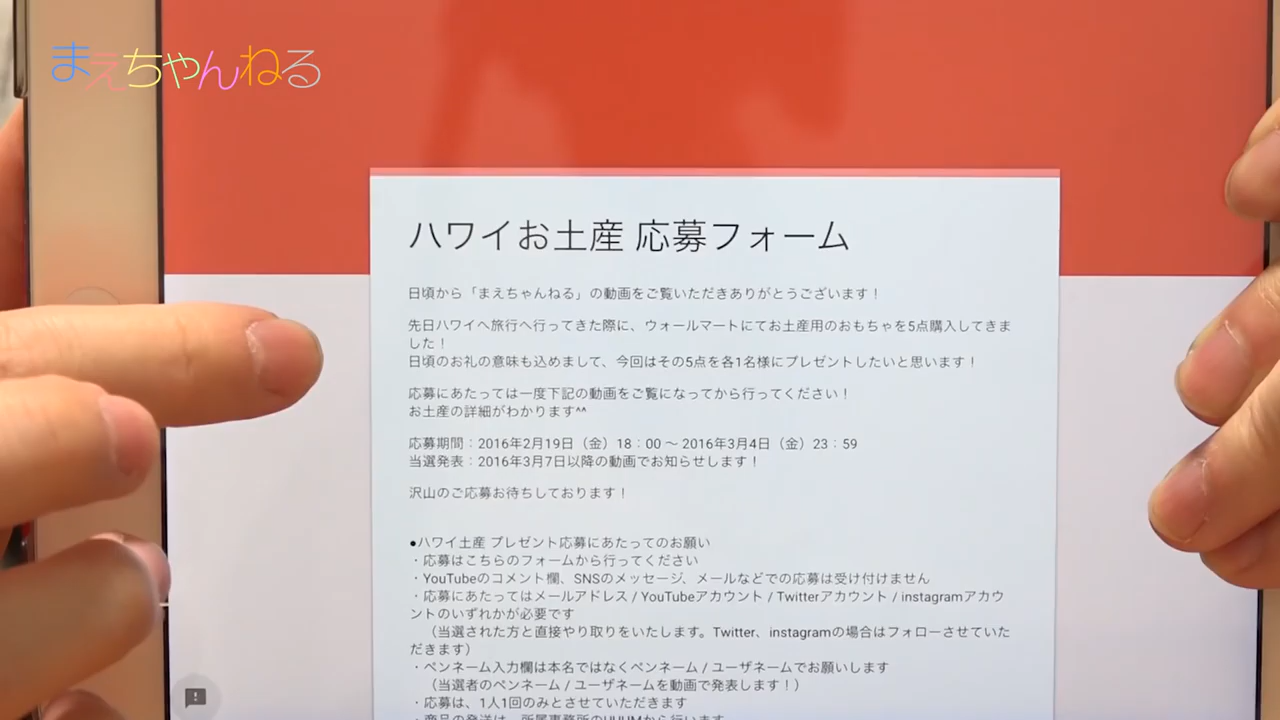 まえちゃんねる
ハワイお土産 応募フォーム
日頃から「まえちゃんねる」の動画をご覧いただきありがとうございます！
先日ハワイへ旅行へ行ってきた際に、ウォールマートにてお土産用のおもちゃを5点購入してきま
した！
日頃のお礼の意味も込めまして、今回はその5点を各1名様にプレゼントしたいと思います！
応募にあたっては一度下記の動画をご覧になってから行ってください！
お土産の詳細がわかります^^
応募期間：2016年2月19日（金）18：00 〜 2016年3月4日（金）23：59
当選発表：2016年3月7日以降の動画でお知らせします！
沢山のご応募お待ちしております！
●ハワイ土産 プレゼント応募にあたってのお願い
・応募はこちらのフォームから行ってください
・YouTubeのコメント欄、SNSのメッセージ、メールなどでの応募は受け付けません
・応募にあたってはメールアドレス / YouTubeアカウント / Twitterアカウント / instagramアカウ
ントのいずれかが必要です
（当選された方と直接やり取りをいたします。Twitter、instagramの場合はフォローさせていた
だきます）
・ペンネーム入力欄は本名ではなくペンネーム / ユーザネームでお願いします
（当選者のペンネーム / ユーザネームを動画で発表します！）
・応募は、1人1回のみとさせていただきます
・商品の発送は、所属事務所のUUUMから行います